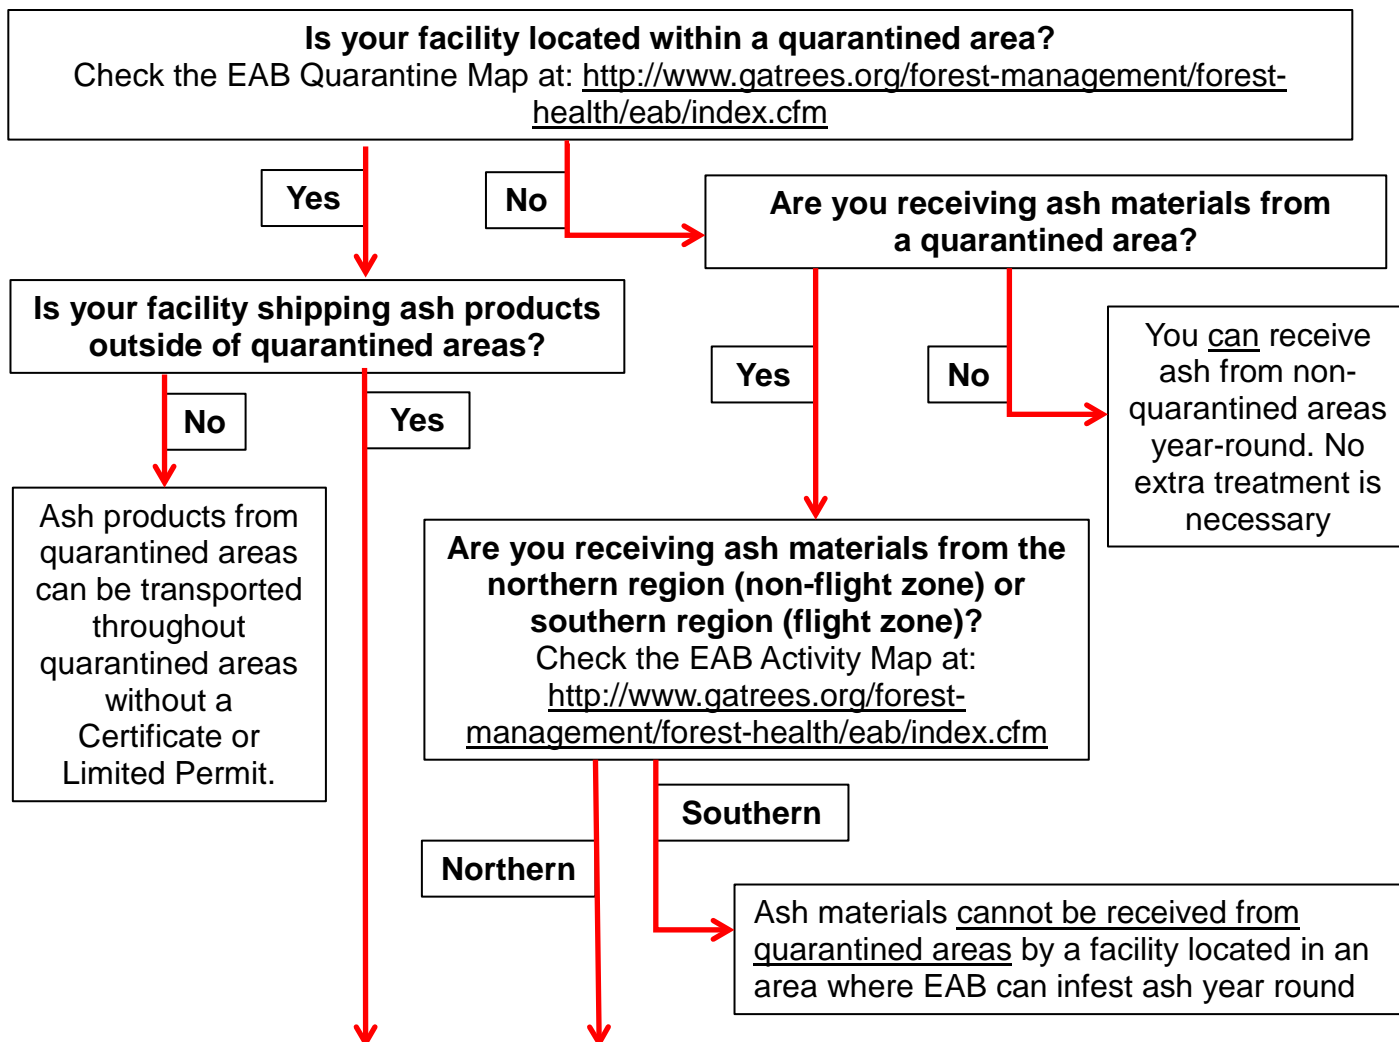 Is your facility located within a quarantined area?
Check the EAB Quarantine Map at: http://www.gatrees.org/forest-management/forest-
health/eab/index.cfm
Yes
No
Are you receiving ash materials from
a quarantined area?
Is your facility shipping ash products
outside of quarantined areas?
No
Yes
Yes
No
You can receive
ash from non-
quarantined areas
year-round. No
extra treatment is
necessary
Ash products from
quarantined areas
can be transported
throughout
quarantined areas
without a
Certificate or
Limited Permit.
Are you receiving ash materials from the
northern region (non-flight zone) or
southern region (flight zone)?
Check the EAB Activity Map at:
http://www.gatrees.org/forest-
management/forest-health/eab/index.cfm
Southern
Northern
Ash materials cannot be received from
quarantined areas by a facility located in an
area where EAB can infest ash year round